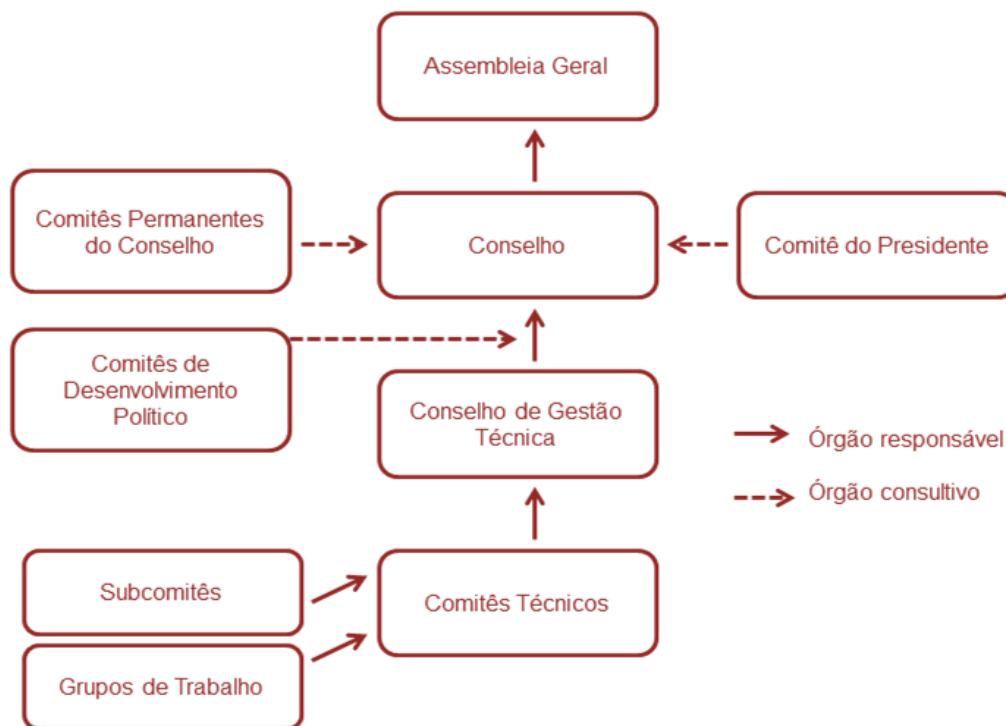 Assembleia Geral
Comitês Permanentes
do Conselho
Conselho
Comitê do Presidente
Comitês de
Desenvolvimento
Político
Conselho de Gestão
Técnica
Órgão responsável
Órgão consultivo
Subcomitês
Comitês Técnicos
Grupos de Trabalho